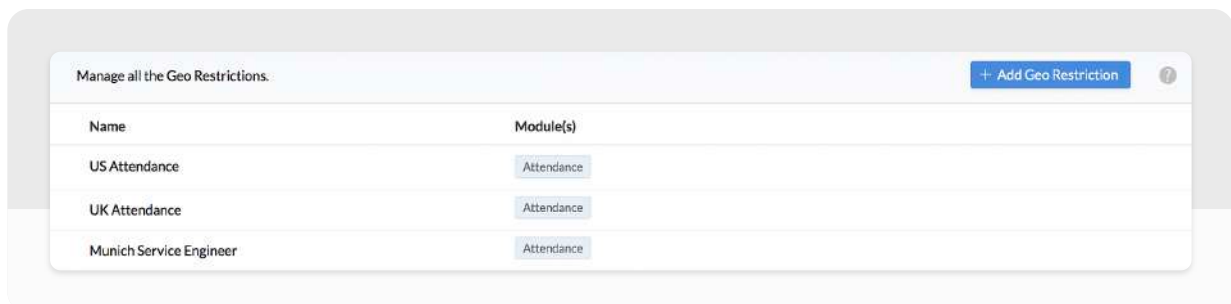 Manage all the Geo Restrictions.
+ Add Geo Restriction
?
Name Module(s)
US Attendance Attendance
UK Attendance Attendance
Munich Service Engineer Attendance